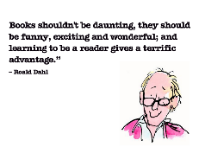 Books shouldn't be daunting, they should
be funny, exciting and wonderful; and
learning to be a reader gives a terrific
advantage."
- Roald Dahl